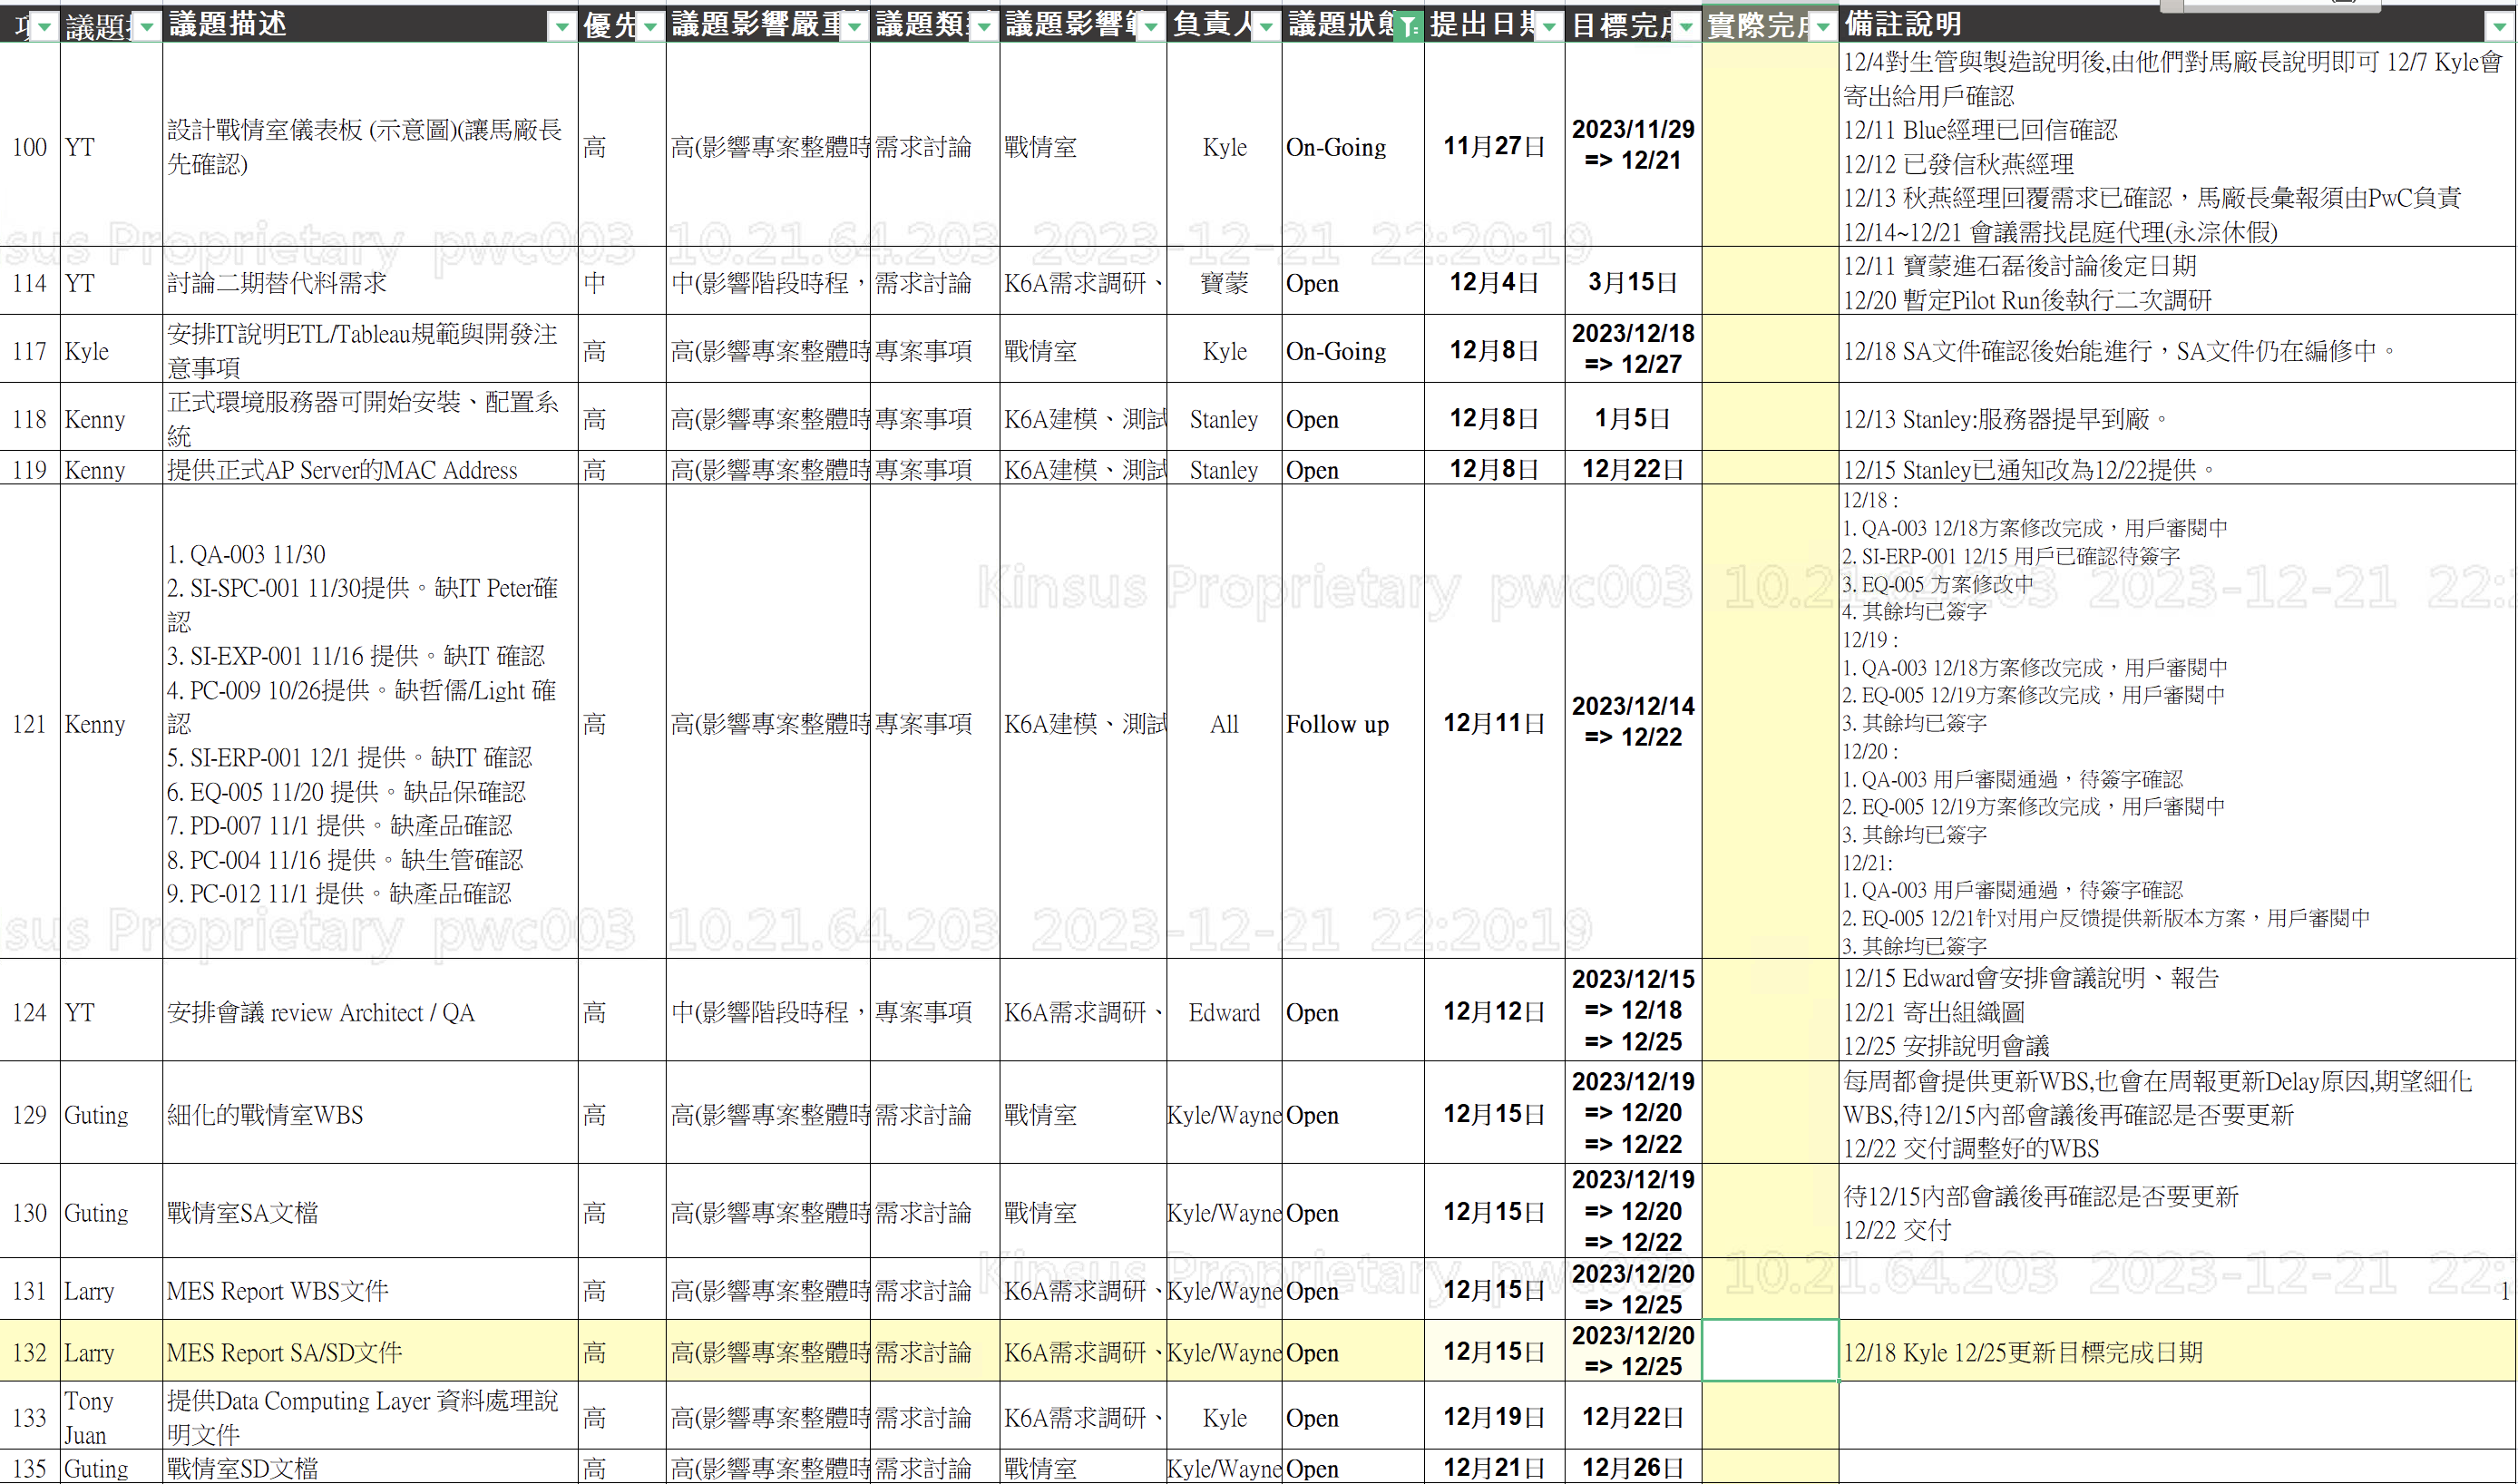 項 議題 議題描述 優先 議題影響嚴重 議題類 議題影響 負責人 議題狀態 提出日期 目標完成 實際完成 備註說明
100 YT 設計戰情室儀表板 (示意圖)(讓馬廠長
先確認) 高 高(影響專案整體時 需求討論 戰情室 Kyle On-Going 11月27日 2023/11/29
=> 12/21
12/4對生管與製造說明後,由他們對馬廠長說明即可 12/7 Kyle會
寄出給用戶確認
12/11 Blue經理已回信確認
12/12 已發信秋燕經理
12/13 秋燕經理回覆需求已確認，馬廠長彙報須由PwC負責
12/14~12/21 會議需找昆庭代理(永淙休假)
114 YT 討論二期替代料需求 中 中(影響階段時程， 需求討論 K6A需求調研、 寶蒙 Open 12月4日 3月15日
12/11 寶蒙進石磊後討論後定日期
12/20 暫定Pilot Run後執行二次調研
117 Kyle 安排IT說明ETL/Tableau規範與開發注
意事項 高 高(影響專案整體時 專案事項 戰情室 Kyle On-Going 12月8日 2023/12/18
=> 12/27
12/18 SA文件確認後始能進行，SA文件仍在編修中。
118 Kenny 正式環境服務器可開始安裝、配置系
統 高 高(影響專案整體時 專案事項 K6A建模、測試 Stanley Open 12月8日 1月5日
12/13 Stanley:服務器提早到廠。
119 Kenny 提供正式AP Server的MAC Address 高 高(影響專案整體時 專案事項 K6A建模、測試 Stanley Open 12月8日 12月22日
12/15 Stanley已通知改為12/22提供。
121 Kenny
1. QA-003 11/30
2. SI-SPC-001 11/30提供。缺IT Peter確
認
3. SI-EXP-001 11/16 提供。缺IT 確認
4. PC-009 10/26提供。缺哲儒/Light 確
認
5. SI-ERP-001 12/1 提供。缺IT 確認
6. EQ-005 11/20 提供。缺品保確認
7. PD-007 11/1 提供。缺產品確認
8. PC-004 11/16 提供。缺生管確認
9. PC-012 11/1 提供。缺產品確認
高 高(影響專案整體時 專案事項 K6A建模、測試 All Follow up 12月11日 2023/12/14
=> 12/22
12/18 :
1. QA-003 12/18方案修改完成，用戶審閱中
2. SI-ERP-001 12/15 用戶已確認待簽字
3. EQ-005 方案修改中
4. 其餘均已簽字
12/19 :
1. QA-003 12/18方案修改完成，用戶審閱中
2. EQ-005 12/19方案修改完成，用戶審閱中
3. 其餘均已簽字
12/20 :
1. QA-003 用戶審閱通過，待簽字確認
2. EQ-005 12/19方案修改完成，用戶審閱中
3. 其餘均已簽字
12/21:
1. QA-003 用戶審閱通過，待簽字確認
2. EQ-005 12/21针对用户反馈提供新版本方案，用戶審閱中
3. 其餘均已簽字
124 YT 安排會議 review Architect / QA 高 中(影響階段時程， 專案事項 K6A需求調研、 Edward Open 12月12日 2023/12/15
=> 12/18
=> 12/25
12/15 Edward會安排會議說明、報告
12/21 寄出組織圖
12/25 安排說明會議
129 Guting 細化的戰情室WBS 高 高(影響專案整體時 需求討論 戰情室 Kyle/Wayne Open 12月15日 2023/12/19
=> 12/20
=> 12/22
每周都會提供更新WBS,也會在周報更新Delay原因,期望細化
WBS,待12/15內部會議後再確認是否要更新
12/22 交付調整好的WBS
130 Guting 戰情室SA文檔 高 高(影響專案整體時 需求討論 戰情室 Kyle/Wayne Open 12月15日 2023/12/19
=> 12/20
=> 12/22
待12/15內部會議後再確認是否要更新
12/22 交付
131 Larry MES Report WBS文件 高 高(影響專案整體時 需求討論 K6A需求調研、 Kyle/Wayne Open 12月15日 2023/12/20
=> 12/25
1
132 Larry MES Report SA/SD文件 高 高(影響專案整體時 需求討論 K6A需求調研、 Kyle/Wayne Open 12月15日 2023/12/20
=> 12/25
12/18 Kyle 12/25更新目標完成日期
133 Tony
Juan 提供Data Computing Layer 資料處理說
明文件 高 高(影響專案整體時 需求討論 K6A需求調研、 Kyle Open 12月19日 12月22日
135 Guting 戰情室SD文檔 高 高(影響專案整體時 需求討論 戰情室 Kyle/Wayne Open 12月21日 12月26日
sus Proprietary pwc003 10.21.64.203 2023-12-21 22:20:19
Kinsus Proprietary pwc003 10.21.64.203 2023-12-21 22:
sus Proprietary pwc003 10.21.64.203 2023-12-21 22:20:19
Kinsus Proprietary pwc003 10.21.64.203 2023-12-21 22: